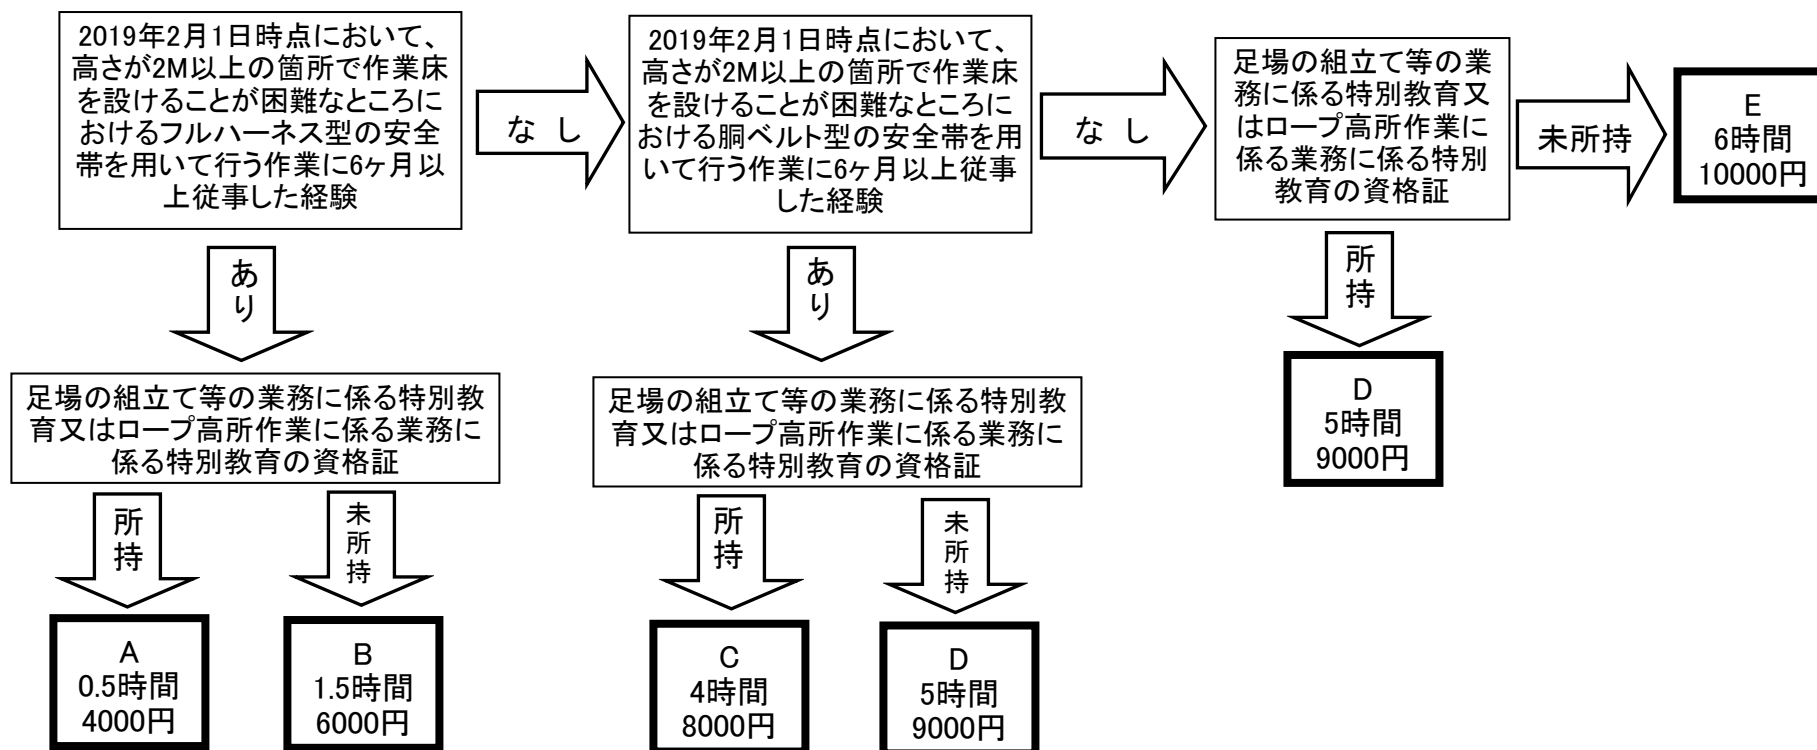 2019年2月1日時点において、
高さが2M以上の箇所で作業床
を設けることが困難なところに
おけるフルハーネス型の安全
帯を用いて行う作業に6ヶ月以
上従事した経験
なし
2019年2月1日時点において、
高さが2M以上の箇所で作業床
を設けることが困難なところに
おける胴ベルト型の安全帯を用
いて行う作業に6ヶ月以上従事
した経験
なし
足場の組立て等の業
務に係る特別教育又
はロープ高所作業に
係る業務に係る特別
教育の資格証
未所持
E
6時間
10000円
あり
あり
所持
足場の組立て等の業務に係る特別教
育又はロープ高所作業に係る業務に
係る特別教育の資格証
足場の組立て等の業務に係る特別教
育又はロープ高所作業に係る業務に
係る特別教育の資格証
D
5時間
9000円
所持
未所持
所持
未所持
A
0.5時間
4000円
B
1.5時間
6000円
C
4時間
8000円
D
5時間
9000円